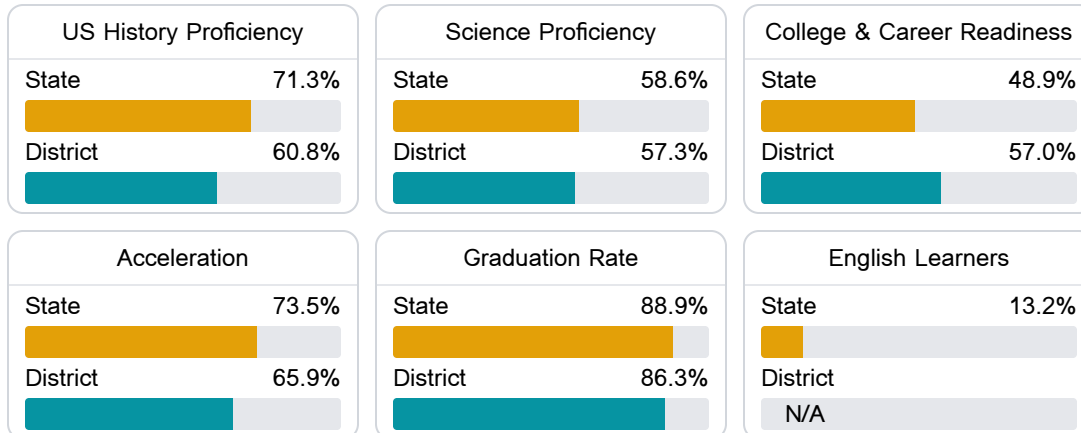 US History Proficiency
State 71.3%
District 60.8%
Science Proficiency
State 58.6%
District 57.3%
College & Career Readiness
State 48.9%
District 57.0%
Acceleration
State 73.5%
District 65.9%
Graduation Rate
State 88.9%
District 86.3%
English Learners
State 13.2%
District
N/A